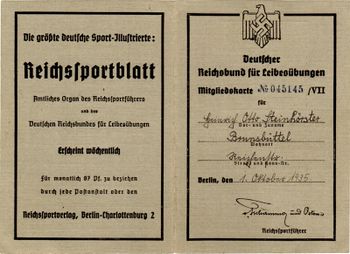 Die größte deutsche Sport-Illustrierte:
Reichssportblatt
Amtliches Organ des Reichssportführers
und des
Deutschen Reichsbundes für Leibesübungen
Erscheint wöchentlich
Für monatlich 87 Pf. zu beziehen
durch jede Postanstalt oder den
Reichssportverlag, Berlin-Charlottenburg 2
Deutscher
Reichsbund für Leibesübungen
Mitgliedskarte № 045145 /VII
für
Heinrich Otto Steinhörster
Vor- und Zuname
Brunsbüttel
Wohnort
Straße und Haus-Nr.
Berlin, den 1. Oktober 1935.
Reichssportführer